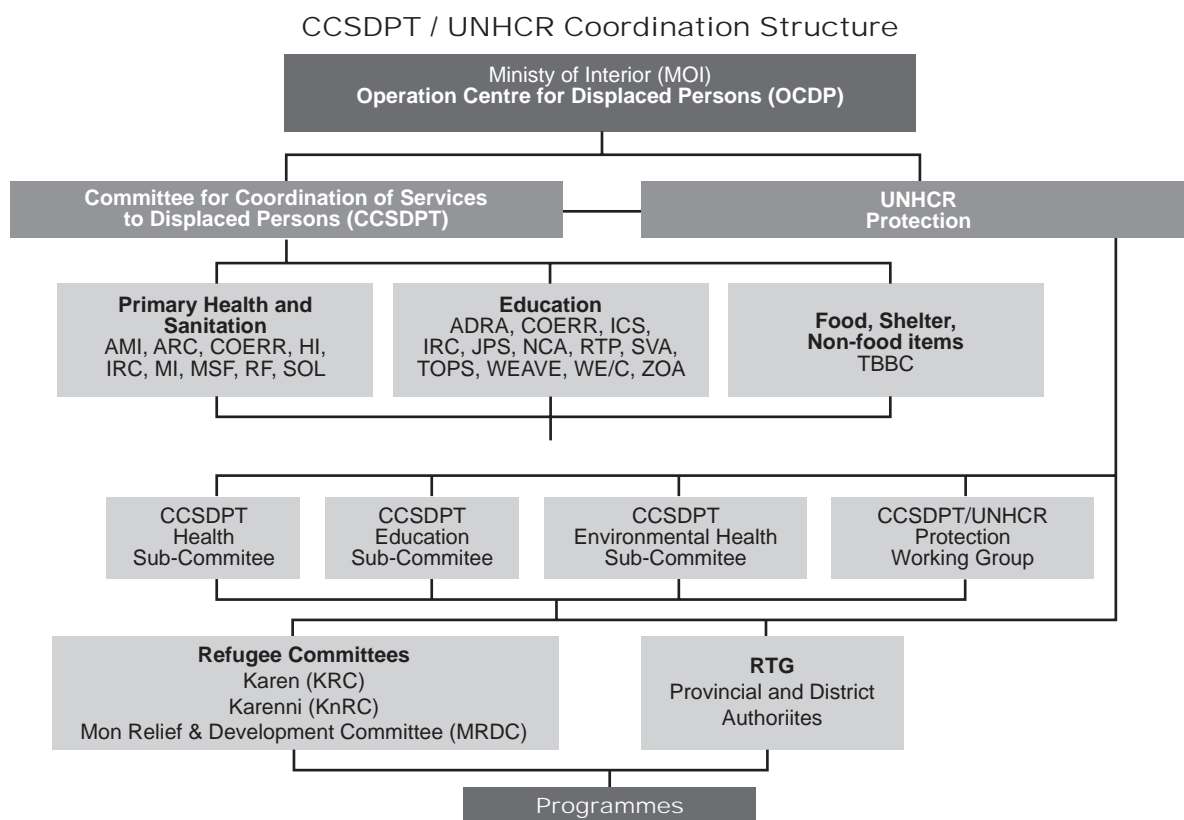 CCSDPT / UNHCR Coordination Structure
Ministy of Interior (MOI)
Operation Centre for Displaced Persons (OCDP)
Committee for Coordination of Services
to Displaced Persons (CCSDPT)
UNHCR
Protection
Primary Health and
Sanitation
AMI, ARC, COERR, HI,
IRC, MI, MSF, RF, SOL
Education
ADRA, COERR, ICS,
IRC, JPS, NCA, RTP, SVA,
TOPS, WEAVE, WE/C, ZOA
Food, Shelter,
Non-food items
TBBC
CCSDPT
Health
Sub-Commitee
CCSDPT
Education
Sub-Commitee
CCSDPT
Environmental Health
Sub-Commitee
CCSDPT/UNHCR
Protection
Working Group
Refugee Committees
Karen (KRC)
Karenni (KnRC)
Mon Relief & Development Committee (MRDC)
RTG
Provincial and District
Authoriites
Programmes